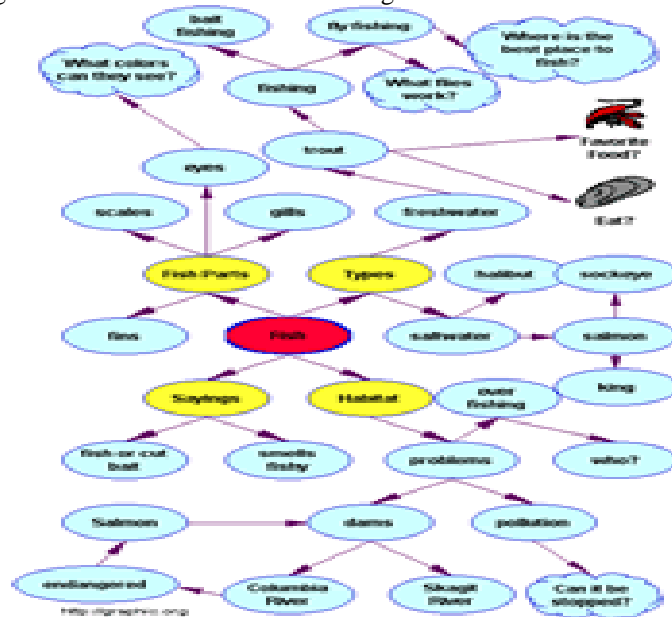 bait
fishing
fly-fishing
Where is the
best place to
fish?
What colors
can they see?
fishing
What flies
work?
trout
Favorite
Food?
eyes
Eat?
scales
gills
freshwater
Fish-Parts
Types
halibut
sockeye
fins
Fish
saltwater
salmon
Sayings
Habitat
over
fishing
king
fish-or-cut
bait
smells
fishy
problems
who?
Salmon
dams
pollution
endangered
Columbia
River
Skagit
River
Can it be
stopped?